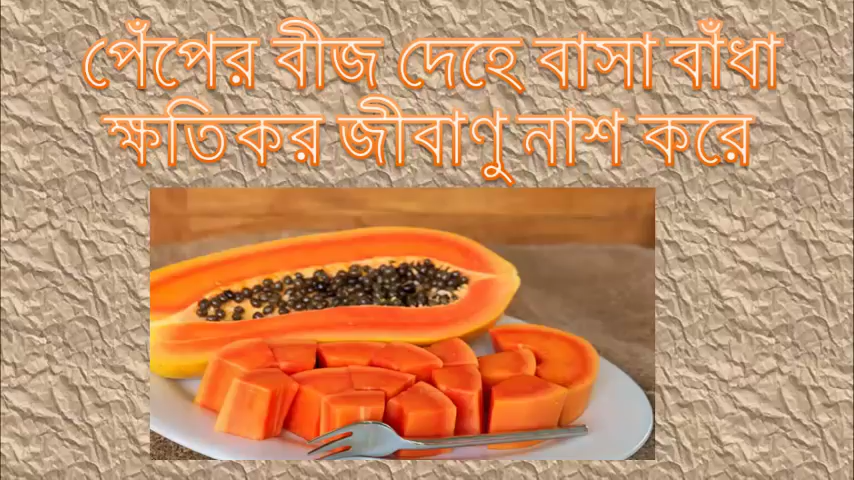 পেঁপের বীজ দেহে বাসা বাঁধা
ক্ষতিকর জীবাণু নাশ করে